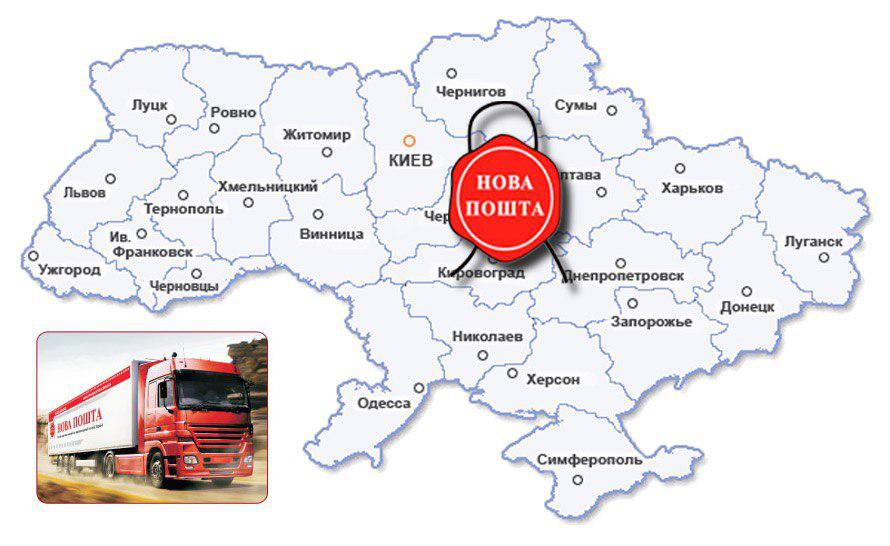 Чернигов
Луцк
Ровно
Сумы
Житомир
КИЕВ
Харьков
Львов
Хмельницкий
Тернополь
НОВА
ПОШТА
Винница
Ив.
Франковск
Луганск
Ужгород
Черновцы
Кировоград
Днепропетровск
Донецк
Запорожье
Николаев
Херсон
Одесса
НОВА ПОШТА
Симферополь